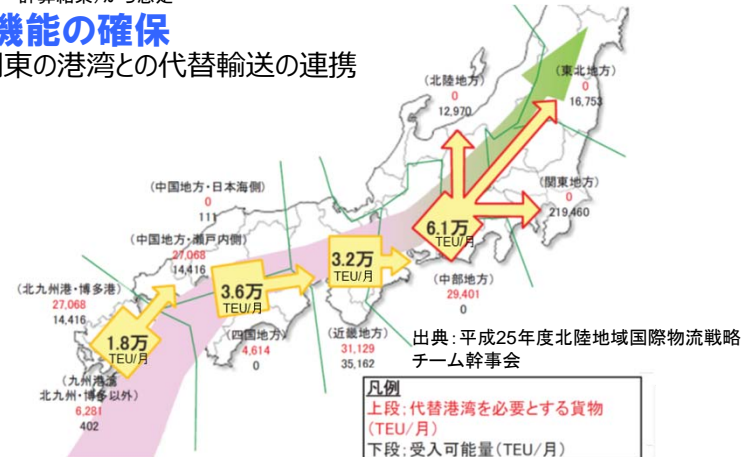 機能の確保
東の港湾との代替輸送の連携
(北陸地方)
0
12,970
(東北地方)
0
16,753
(関東地方)
0
219,460
(中国地方・日本海側)
0
111
(中国地方・瀬戸内側)
27,068
14,416
(北九州港・博多港)
27,068
14,416
1.8万
TEU/月
3.6万
TEU/月
3.2万
TEU/月
6.1万
TEU/月
(中部地方)
29,401
0
(四国地方)
4,614
0
(近畿地方)
31,129
35,162
(九州港湾
北九州・博多以外)
6,281
402
出典:平成25年度北陸地域国際物流戦略
チーム幹事会
凡例
上段;代替港湾を必要とする貨物
(TEU/月)
下段;受入可能量(TEU/月)